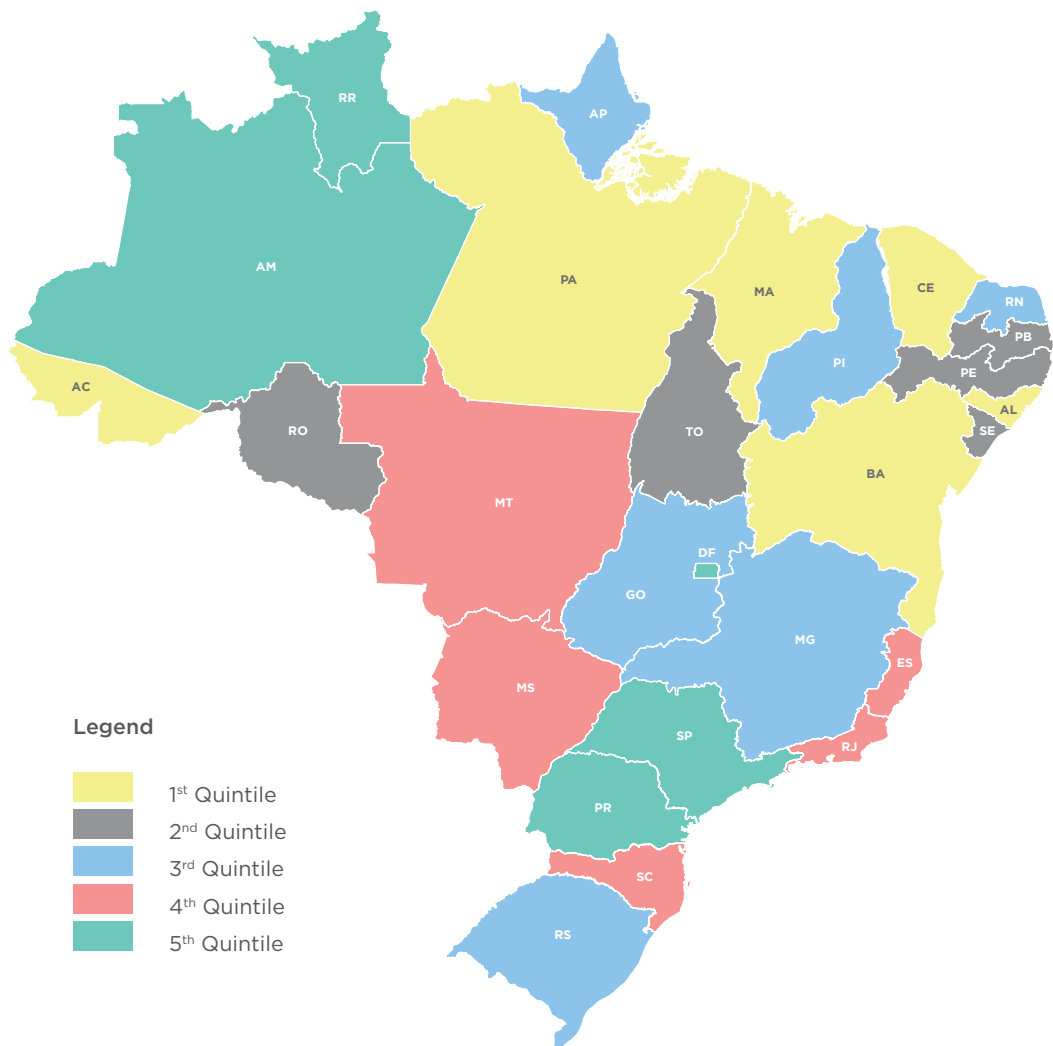 RR
AP
AM
PA
MA
CE
RN
PB
PI
PE
AC
AL
RO
TO
SE
BA
MT
DF
GO
MG
ES
MS
SP
RJ
PR
SC
RS
Legend
1st Quintile
2nd Quintile
3rd Quintile
4th Quintile
5th Quintile